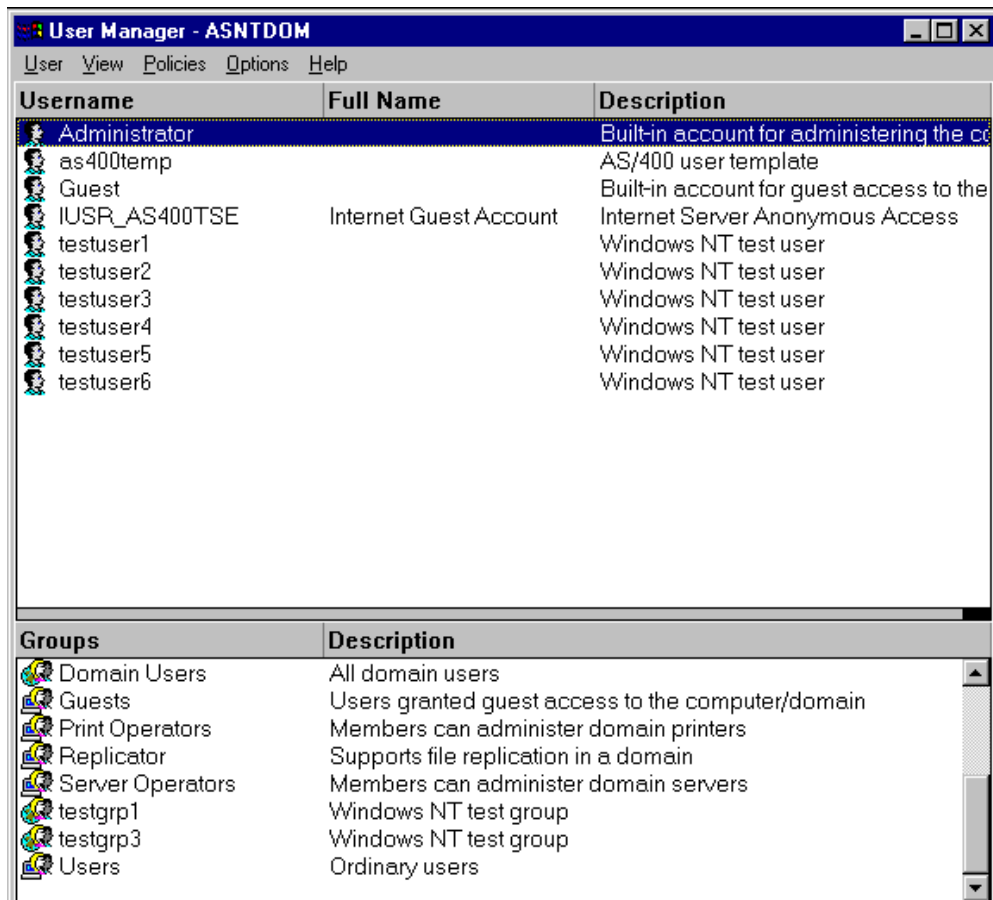 User Manager - ASNTDOM
User View Policies Options Help
Username Full Name Description
Administrator Built-in account for administering the co
as400temp AS/400 user template
Guest Built-in account for guest access to the
IUSR_AS400TSE Internet Guest Account Internet Server Anonymous Access
testuser1 Windows NT test user
testuser2 Windows NT test user
testuser3 Windows NT test user
testuser4 Windows NT test user
testuser5 Windows NT test user
testuser6 Windows NT test user
Groups Description
Domain Users All domain users
Guests Users granted guest access to the computer/domain
Print Operators Members can administer domain printers
Replicator Supports file replication in a domain
Server Operators Members can administer domain servers
testgrp1 Windows NT test group
testgrp3 Windows NT test group
Users Ordinary users